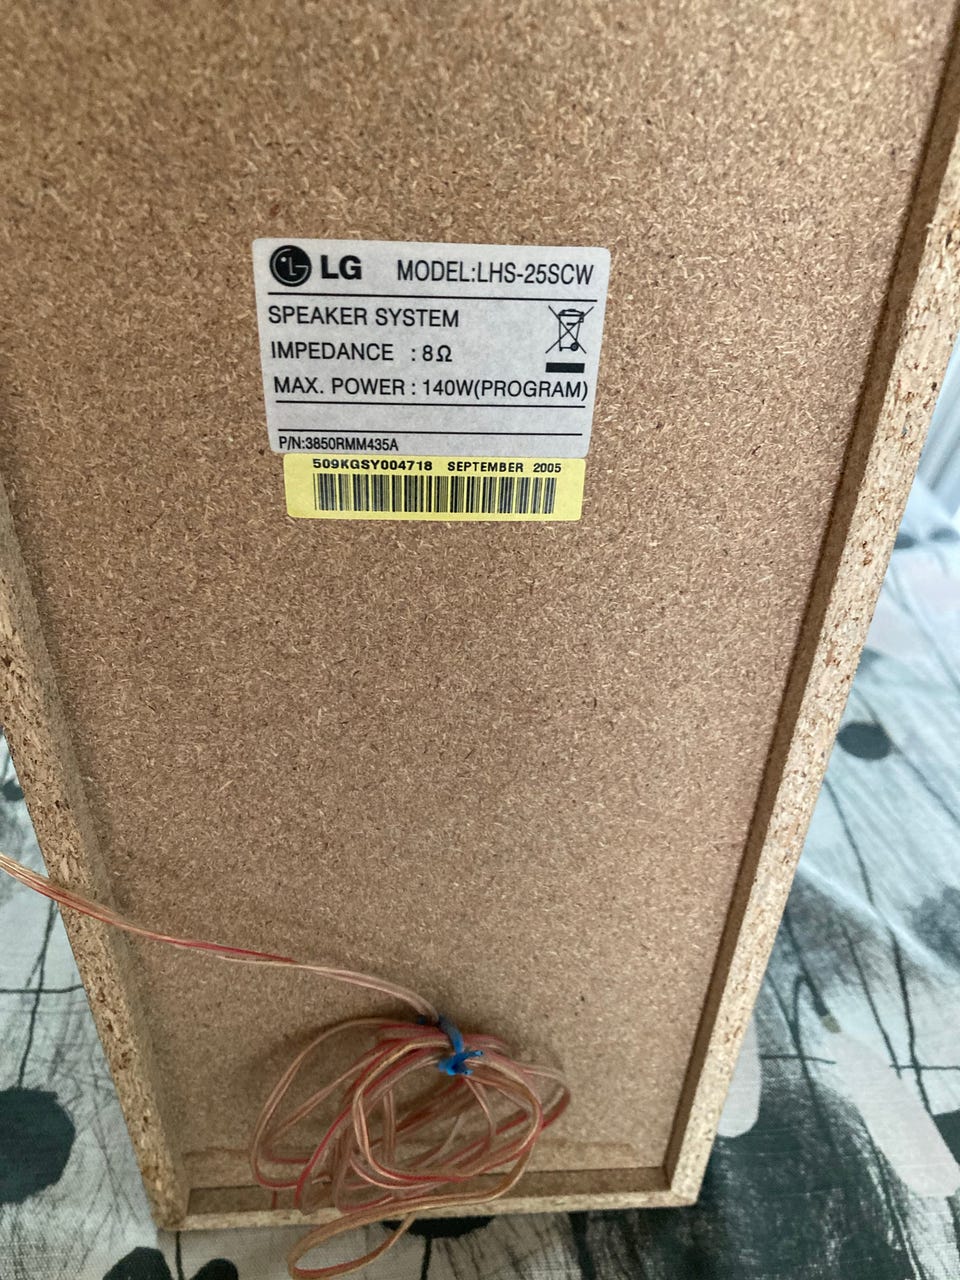 LG MODEL:LHS-25SCW
SPEAKER SYSTEM
IMPEDANCE : 8Ω
MAX. POWER : 140W(PROGRAM)
P/N:3850RMM435A
509KGSY004718 SEPTEMBER 2005